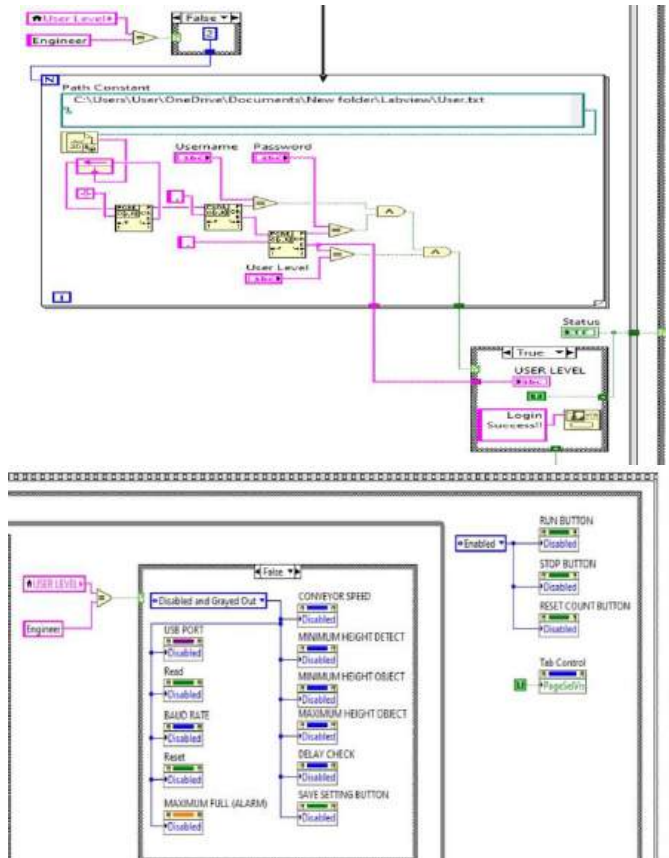 User Level
False
Engineer
N
Path Constant
C:\Users\User\OneDrive\Documents\New folder\Labview\User.txt
Username
Password
abc
abc
User Level
abc
i
Status
True
USER LEVEL
abc
Login
Success!!
False
USER LEVEL
Engineer
Disabled and Grayed Out
USB PORT
Disabled
Read
Disabled
BAUD RATE
Disabled
Reset
Disabled
MAXIMUM FULL (ALARM)
Disabled
CONVEYOR SPEED
Disabled
MINIMUM HEIGHT DETECT
Disabled
MINIMUM HEIGHT OBJECT
Disabled
MAXIMUM HEIGHT OBJECT
Disabled
DELAY CHECK
Disabled
SAVE SETTING BUTTON
Disabled
Enabled
RUN BUTTON
Disabled
STOP BUTTON
Disabled
RESET COUNT BUTTON
Disabled
Tab Control
PageSelVis